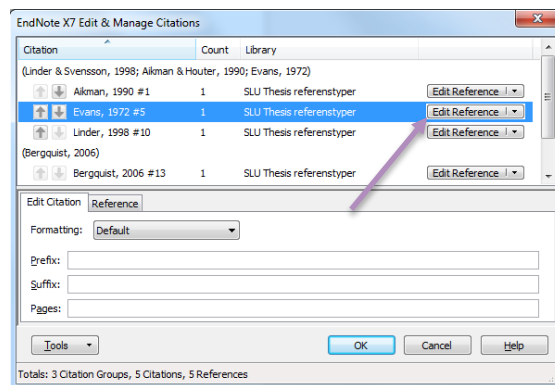 EndNote X7 Edit & Manage Citations
Citation Count Library
(Linder & Svensson, 1998; Aikman & Houter, 1990; Evans, 1972)
Aikman, 1990 #1 1 SLU Thesis referenstyper Edit Reference
Evans, 1972 #5 1 SLU Thesis referenstyper Edit Reference
Linder, 1998 #10 1 SLU Thesis referenstyper Edit Reference
(Bergquist, 2006)
Bergquist, 2006 #13 1 SLU Thesis referenstyper Edit Reference
Edit Citation Reference
Formatting: Default
Prefix:
Suffix:
Pages:
Tools OK Cancel Help
Totals: 3 Citation Groups, 5 Citations, 5 References